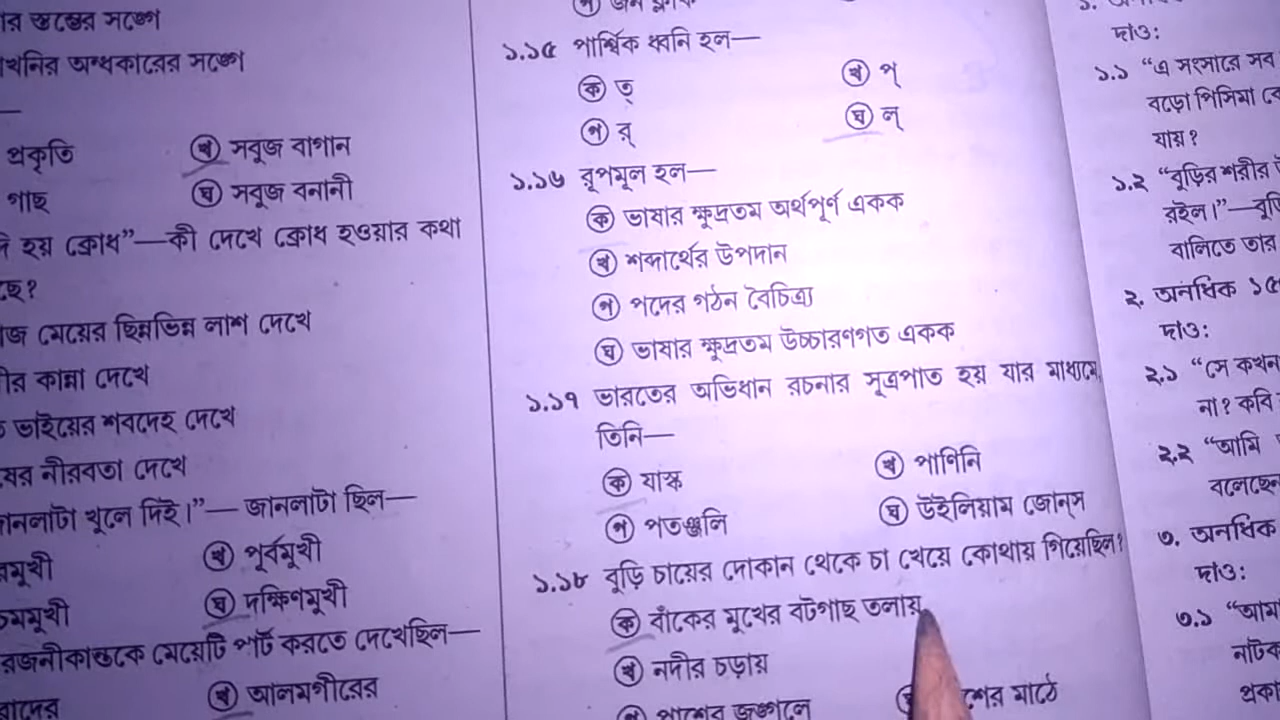 র স্তম্ভের সঙ্গে
খনির অন্ধকারের সঙ্গে
—
প্রকৃতি
খ সবুজ বাগান
গাছ
ঘ সবুজ বনানী
হয় ক্রোধ”—কী দেখে ক্রোধ হওয়ার কথা
ছে?
মেয়ের ছিন্নভিন্ন লাশ দেখে
কান্না দেখে
ভাইয়ের শবদেহ দেখে
নীরবতা দেখে
খুলে দিই।”— জানলাটা ছিল—
মুখী
খ পূর্বমুখী
মুখী
ঘ দক্ষিণমুখী
রজনীকান্তকে মেয়েটি পার্ট করতে দেখেছিল—
খ আলমগীরের
১.১৫ পার্শ্বিক ধ্বনি হল—
ক ত্
খ প্
গ র্
ঘ ল্
১.১৬ রূপমূল হল—
ক ভাষার ক্ষুদ্রতম অর্থপূর্ণ একক
খ শব্দার্থের উপদান
গ পদের গঠন বৈচিত্র্য
ঘ ভাষার ক্ষুদ্রতম উচ্চারণগত একক
১.১৭ ভারতের অভিধান রচনার সূত্রপাত হয় যার মাধ্যমে,
তিনি—
ক যাস্ক
খ পাণিনি
গ পতঞ্জলি
ঘ উইলিয়াম জোন্‌স
১.১৮ বুড়ি চায়ের দোকান থেকে চা খেয়ে কোথায় গিয়েছিল?
ক বাঁকের মুখের বটগাছ তলায়
খ নদীর চড়ায়
গ পাশের জঙ্গলে
মাঠে
দাও:
১.১ “এ সংসারে সব
বড়ো পিসিমা
যায়?
১.২ “বুড়ির শরীর
রইল।”—
বালিতে তার
২. অনধিক ১৫
দাও:
২.১ “সে কখন
না? কবি
২.২ “আমি
বলেছেন
৩. অনধিক
দাও:
৩.১ “আম
নাটক
প্রকা